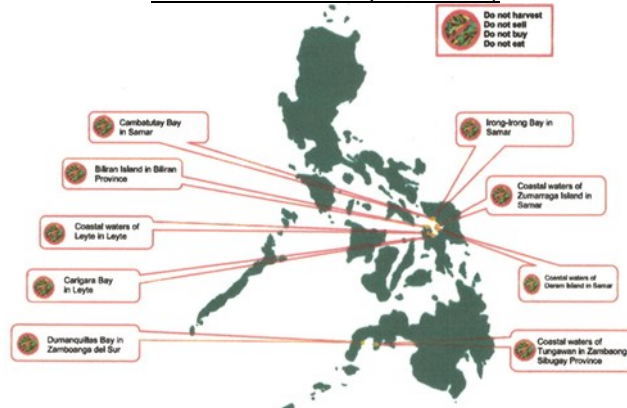 Do not harvest
Do not sell
Do not buy
Do not eat
Cambatutay Bay
in Samar
Irong-Irong Bay in
Samar
Biliran Island in Biliran
Province
Coastal waters of
Zumarraga Island in
Samar
Coastal waters of
Leyte in Leyte
Carigara Bay
in Leyte
Coastal waters of
Daram Island in Samar
Dumanquillas Bay in
Zamboanga del Sur
Coastal waters of
Tungawan in Zamboang
Sibugay Province